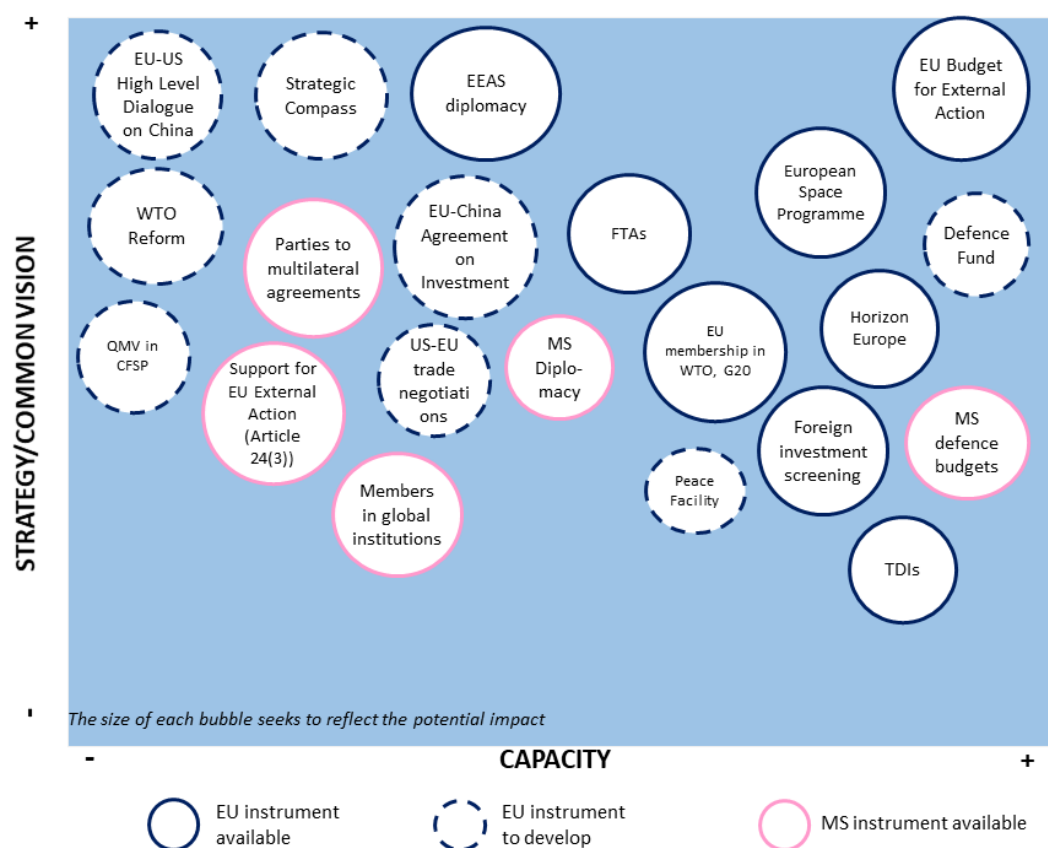 +
EU-US
High Level
Dialogue
on China
Strategic
Compass
EEAS
diplomacy
EU Budget
for External
Action
European
Space
Programme
WTO
Reform
Parties to
multilateral
agreements
EU-China
Agreement
on
Investment
FTAs
Defence
Fund
QMV in
CFSP
Support for
EU External
Action
(Article
24(3))
US-EU
trade
negotiati
ons
MS
Diplo-
macy
EU
membership in
WTO, G20
Horizon
Europe
Foreign
investment
screening
MS
defence
budgets
Members
in global
institutions
Peace
Facility
TDIs
STRATEGY/COMMON VISION
-
The size of each bubble seeks to reflect the potential impact
-
CAPACITY
+
EU instrument
available
EU instrument
to develop
MS instrument available